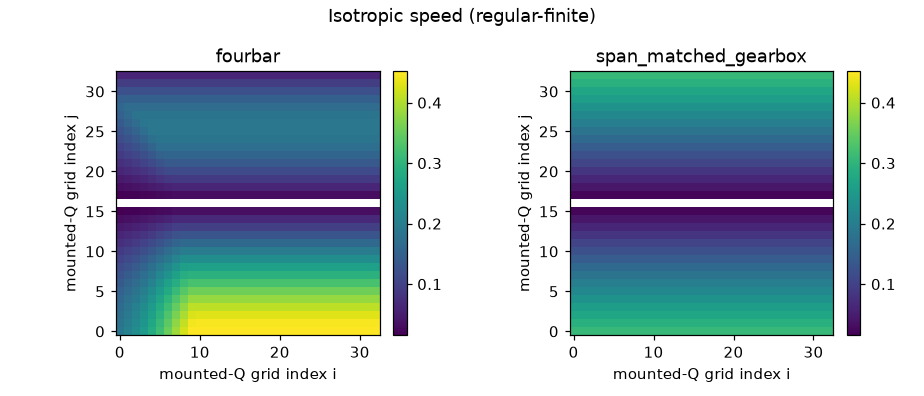 Isotropic speed (regular-finite)
fourbar
mounted-Q grid index j
30
25
20
15
10
5
0
0 10 20 30
mounted-Q grid index i
0.4
0.3
0.2
0.1
span_matched_gearbox
mounted-Q grid index j
30
25
20
15
10
5
0
0 10 20 30
mounted-Q grid index i
0.4
0.3
0.2
0.1